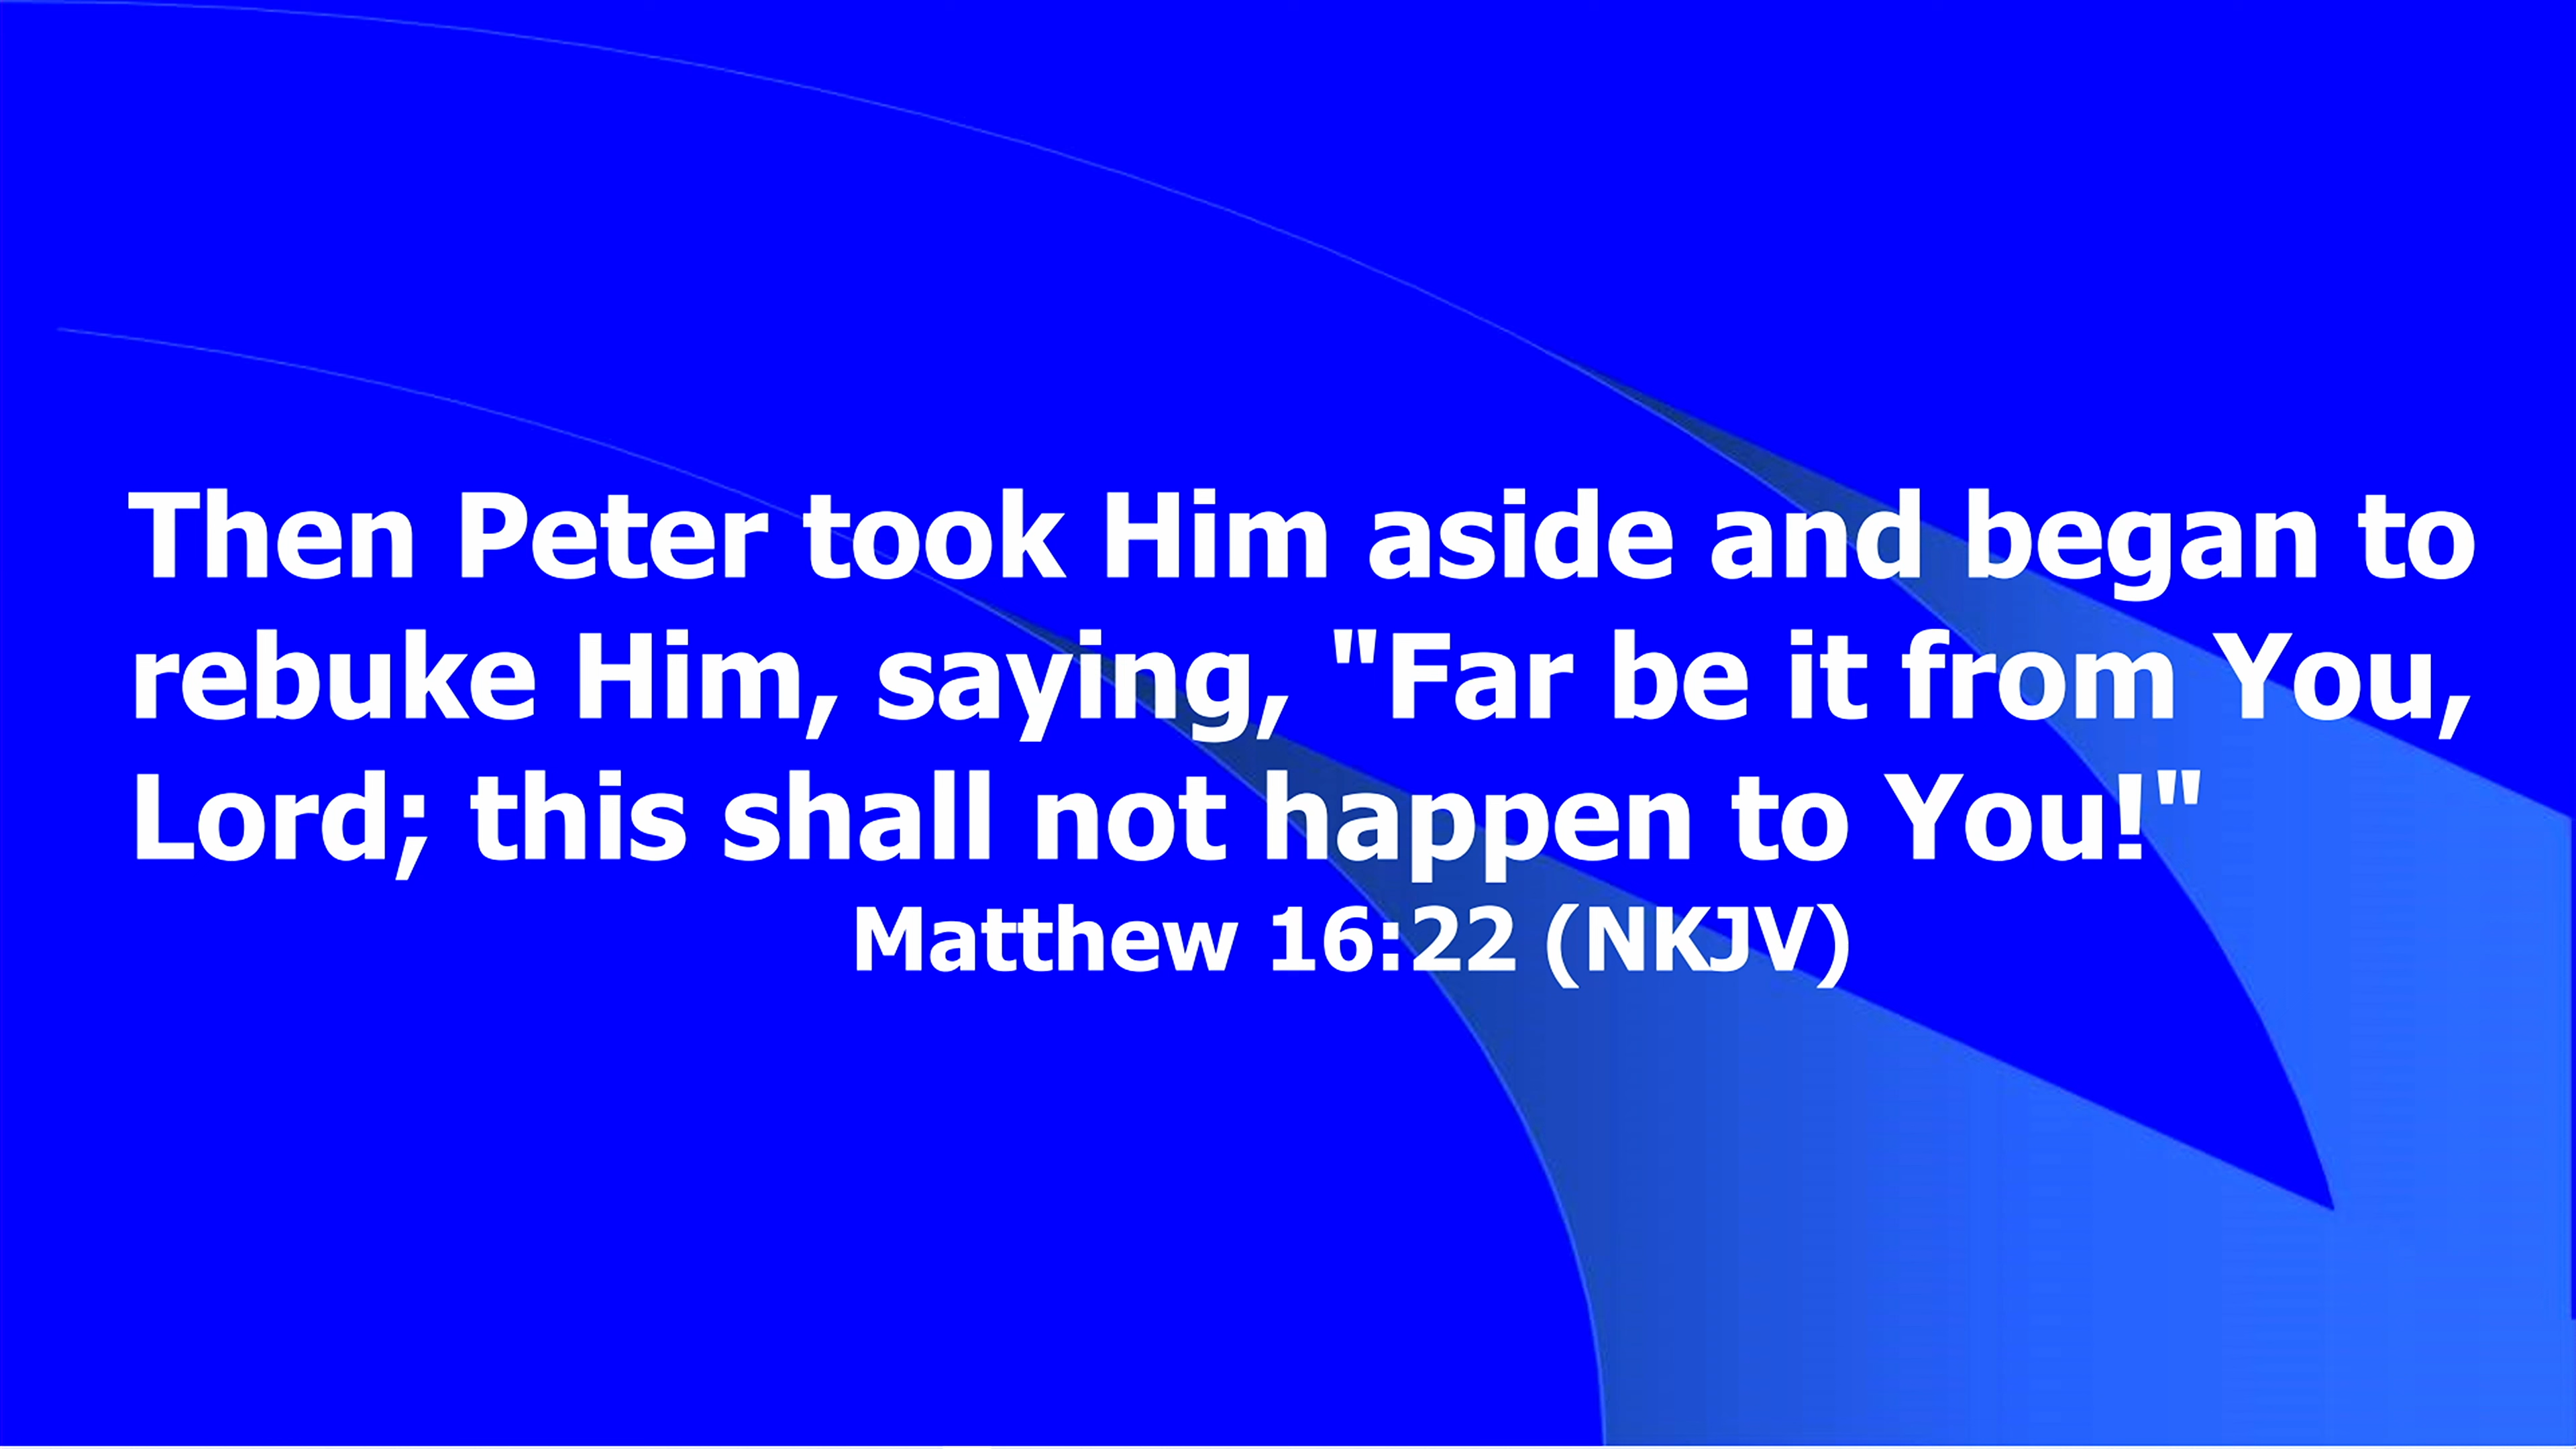 Then Peter took Him aside and began to
rebuke Him, saying, "Far be it from You,
Lord; this shall not happen to You!"
Matthew 16:22 (NKJV)